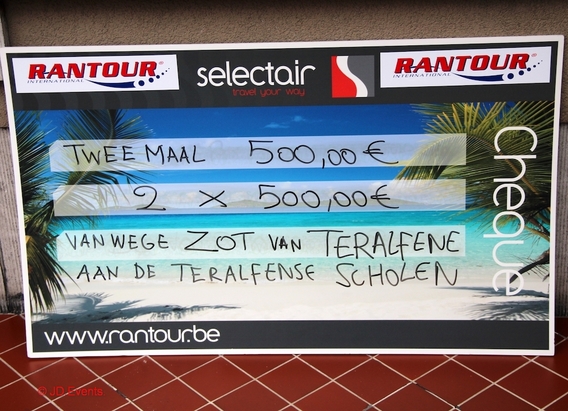 RANTOUR®
INTERNATIONAL
selectair
travel your way
RANTOUR®
INTERNATIONAL
TWEE MAAL 500,00 €
2 x 500,00 €
VANWEGE ZOT VAN TERALFENE
AAN DE TERALFENSE SCHOLEN
cheque
www.rantour.be
© JD Events